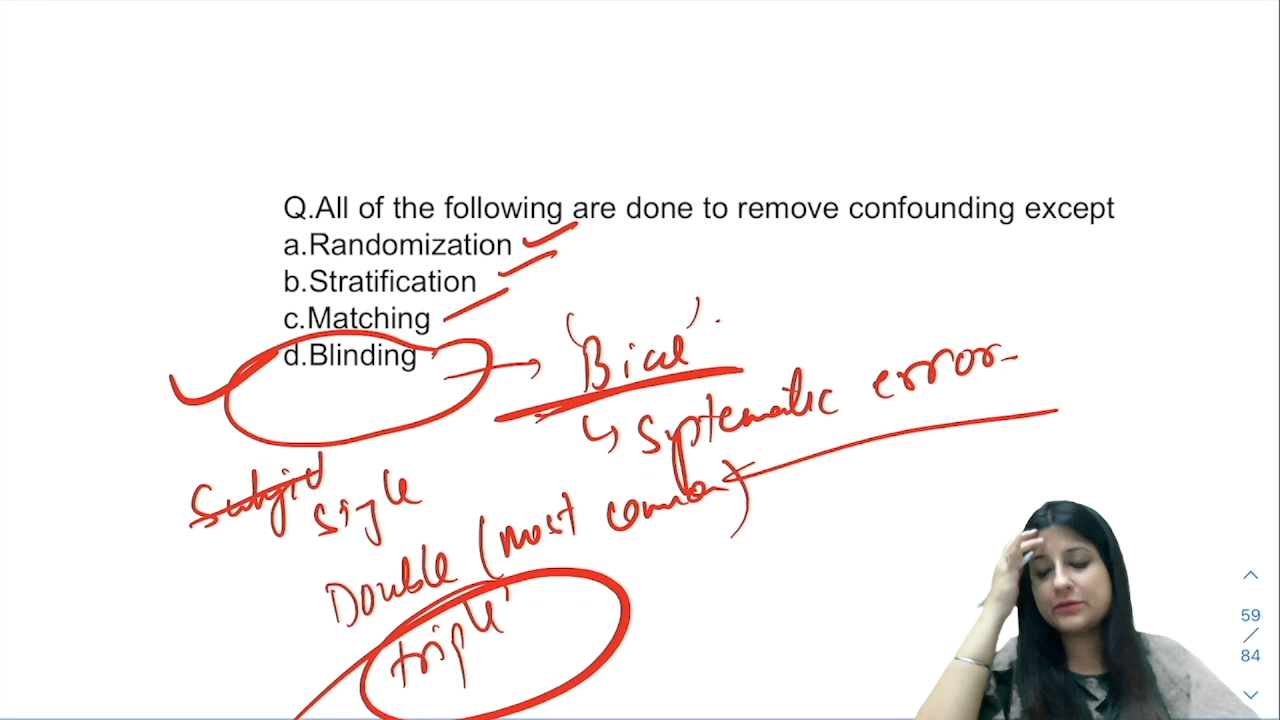 Q.All of the following are done to remove confounding except
a.Randomization
b.Stratification
c.Matching
d.Blinding
systematic error
single
Double (most common)
triple
59
/
84